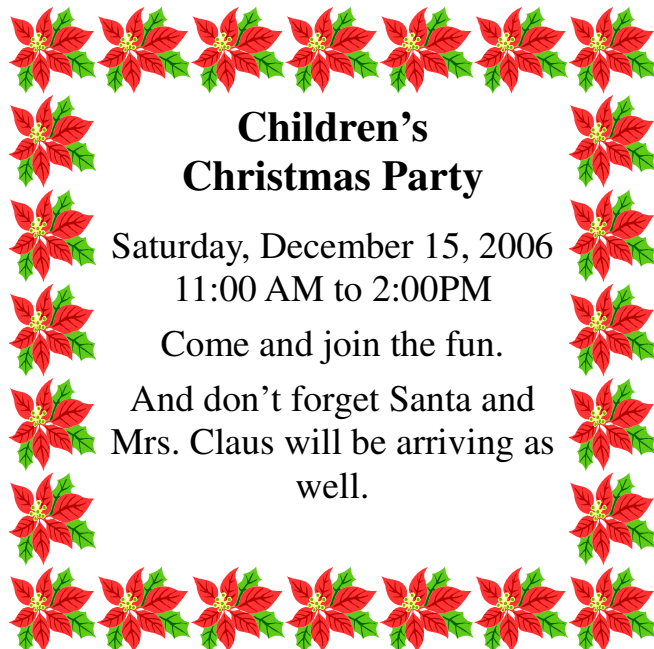 Children’s
Christmas Party
Saturday, December 15, 2006
11:00 AM to 2:00PM
Come and join the fun.
And don’t forget Santa and
Mrs. Claus will be arriving as
well.